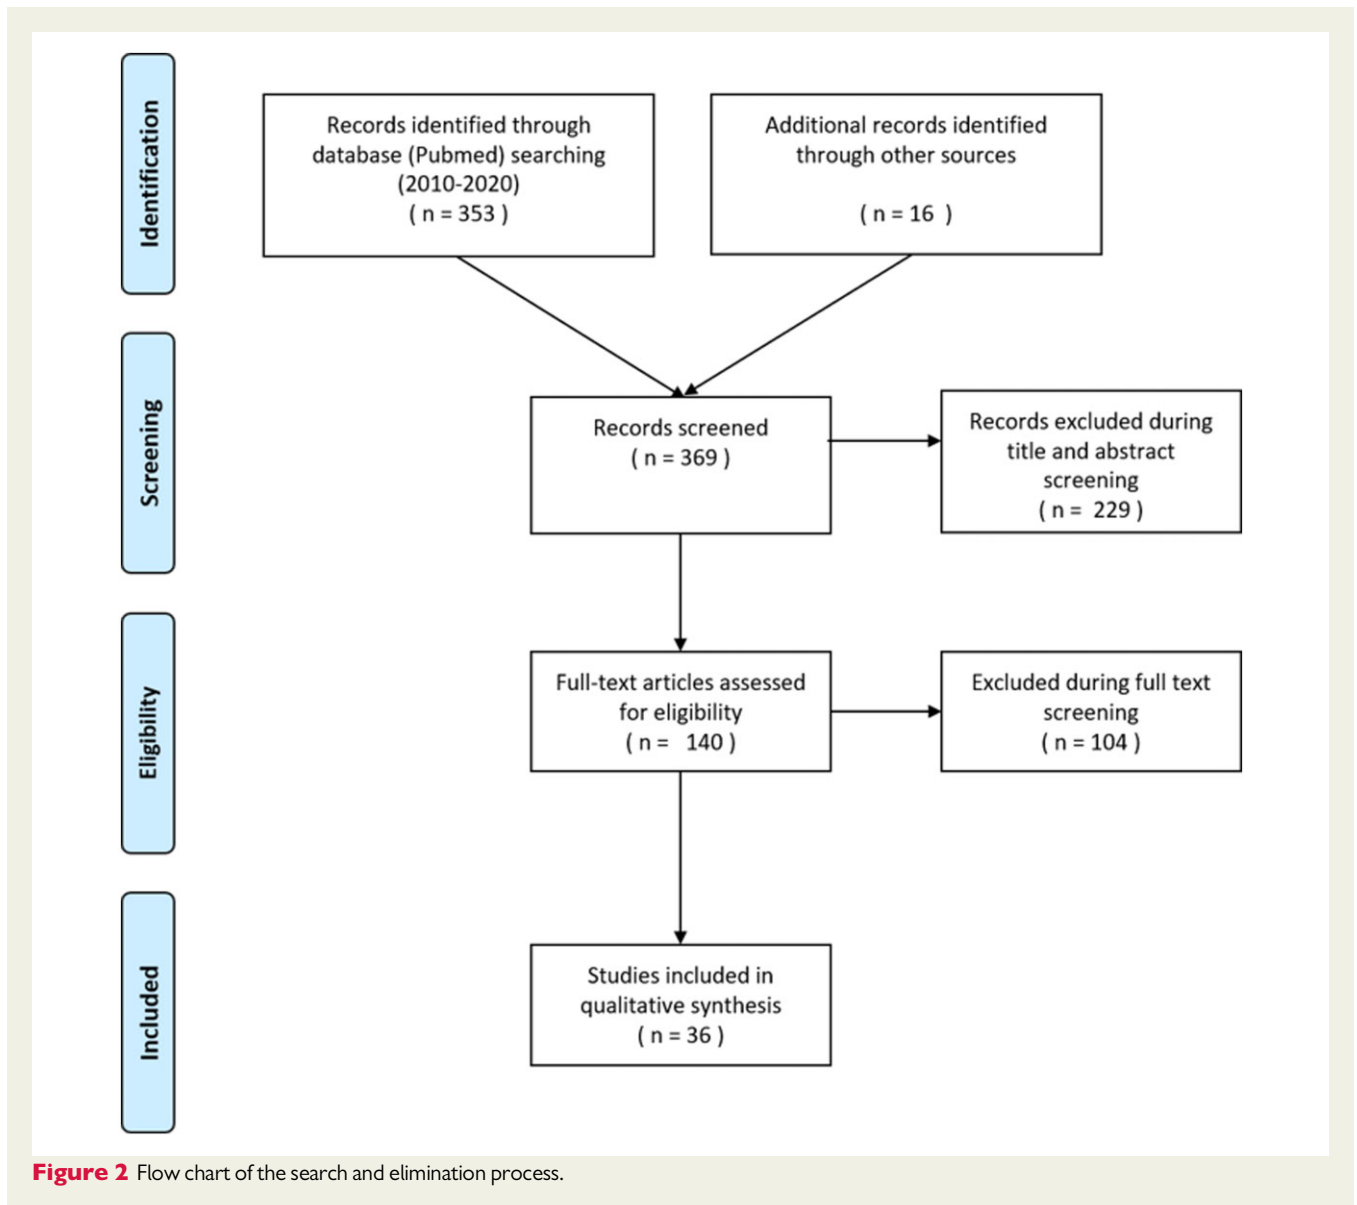 Identification
Records identified through
database (Pubmed) searching
(2010-2020)
( n = 353 )
Additional records identified
through other sources
( n = 16 )
Screening
Records screened
( n = 369 )
Records excluded during
title and abstract
screening
( n = 229 )
Eligibility
Full-text articles assessed
for eligibility
( n = 140 )
Excluded during full text
screening
( n = 104 )
Included
Studies included in
qualitative synthesis
( n = 36 )
Figure 2 Flow chart of the search and elimination process.